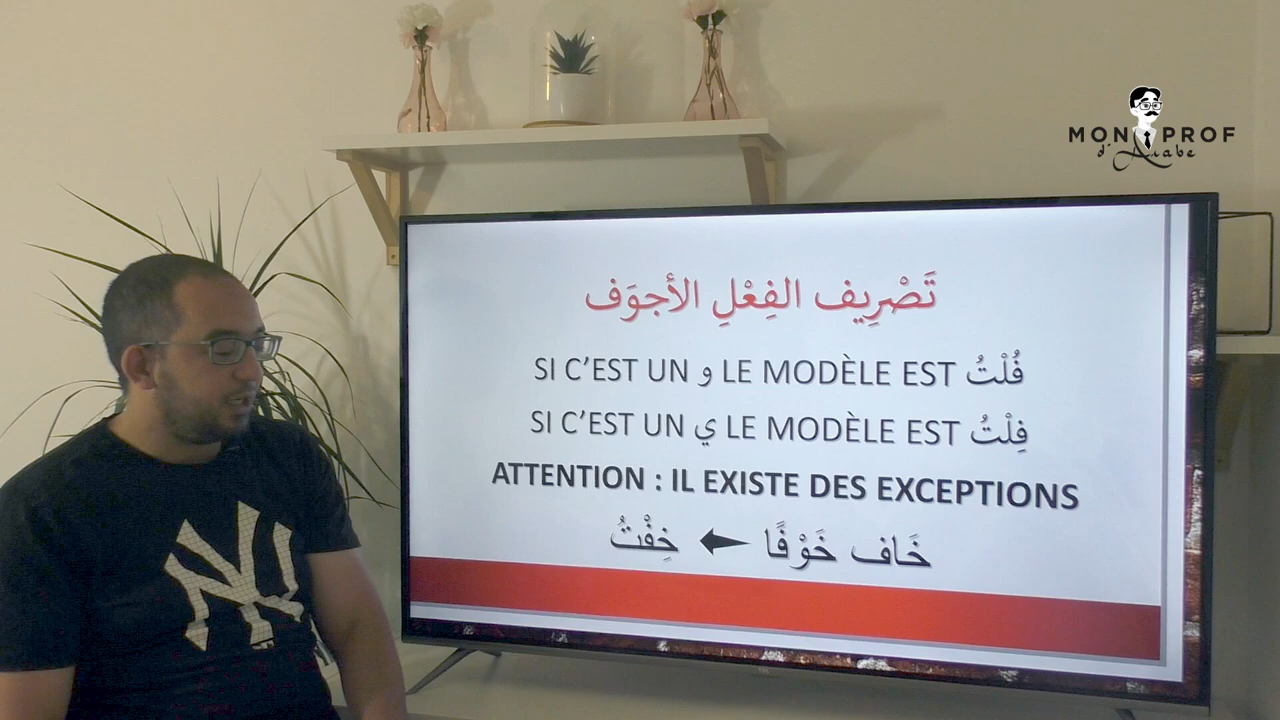 MON PROF
d'Arabe
تَصْرِيف الفِعْلِ الأجوَف
SI C'EST UN و LE MODÈLE EST فُلْتُ
SI C'EST UN ي LE MODÈLE EST فِلْتُ
ATTENTION : IL EXISTE DES EXCEPTIONS
خَاف خَوْفًا ← خِفْتُ
NY